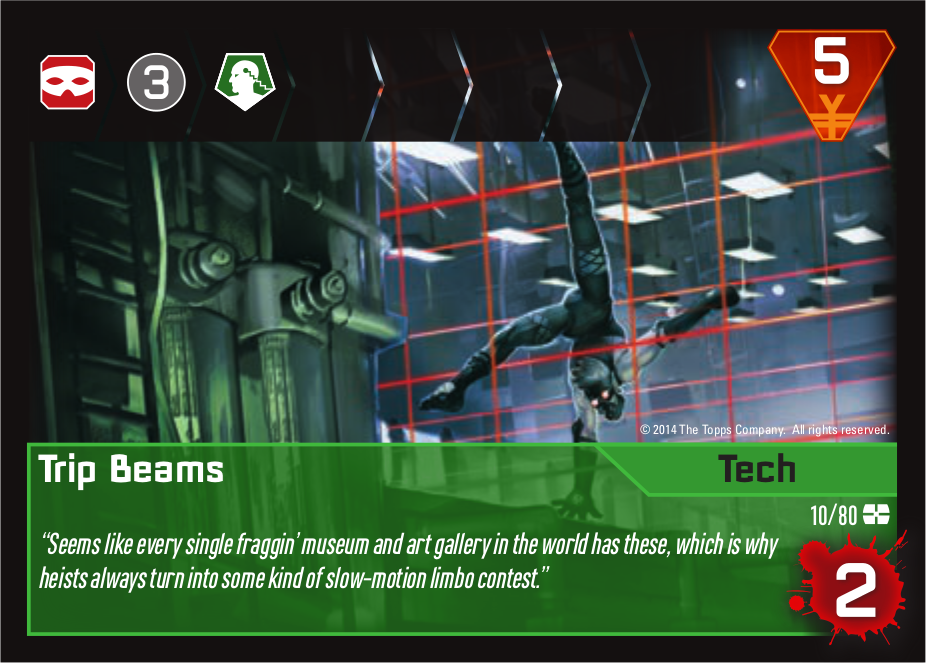 3
5
¥
© 2014 The Topps Company. All rights reserved.
Trip Beams
Tech
10/80
“Seems like every single fraggin’ museum and art gallery in the world has these, which is why
heists always turn into some kind of slow-motion limbo contest.”
2